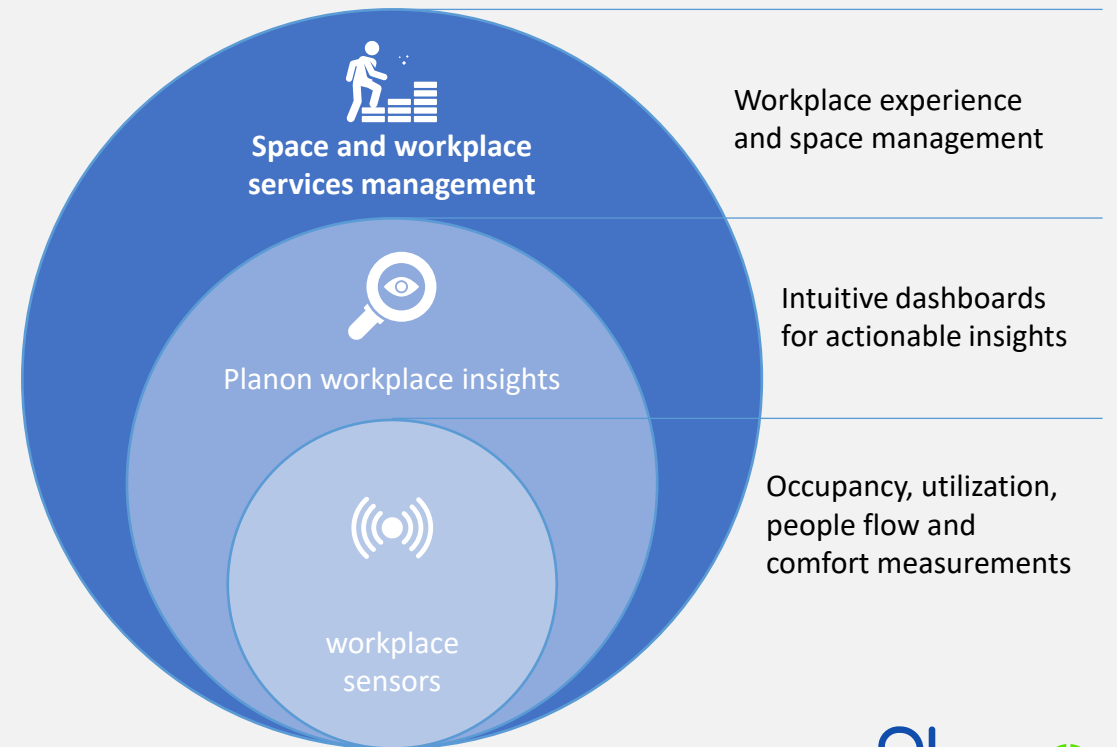 Space and workplace
services management
Workplace experience
and space management
Planon workplace insights
Intuitive dashboards
for actionable insights
workplace
sensors
Occupancy, utilization,
people flow and
comfort measurements